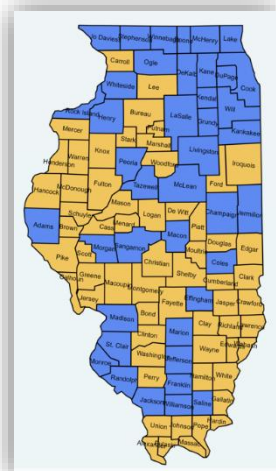 Jo Davies Stephenson Winnebago Boone McHenry Lake
Carroll Ogle
DeKalb Kane DuPage Cook
Whiteside Lee
Kendall Will
Rock Island Henry Bureau LaSalle Grundy
Mercer Putnam Kankakee
Stark Marshall Livingston
Henderson Warren Knox Peoria Woodford Iroquois
Hancock McDonough Fulton Tazewell McLean Ford
Schuyler Mason
Adams Brown Cass Menard Logan De Witt Piatt Champaign Vermilion
Macon
Pike Scott Morgan Sangamon Moultrie Douglas Edgar
Christian Coles
Calhoun Greene Macoupin Montgomery Shelby Cumberland Clark
Jersey Fayette Effingham Jasper Crawford
Madison Bond
Clay Richland Lawrence
Clinton Marion
St. Clair Wayne Edwards Wabash
Monroe Washington Jefferson
Randolph Perry Hamilton White
Franklin
Jackson Williamson Saline Gallatin
Union Johnson Pope Hardin
Alexander Massac